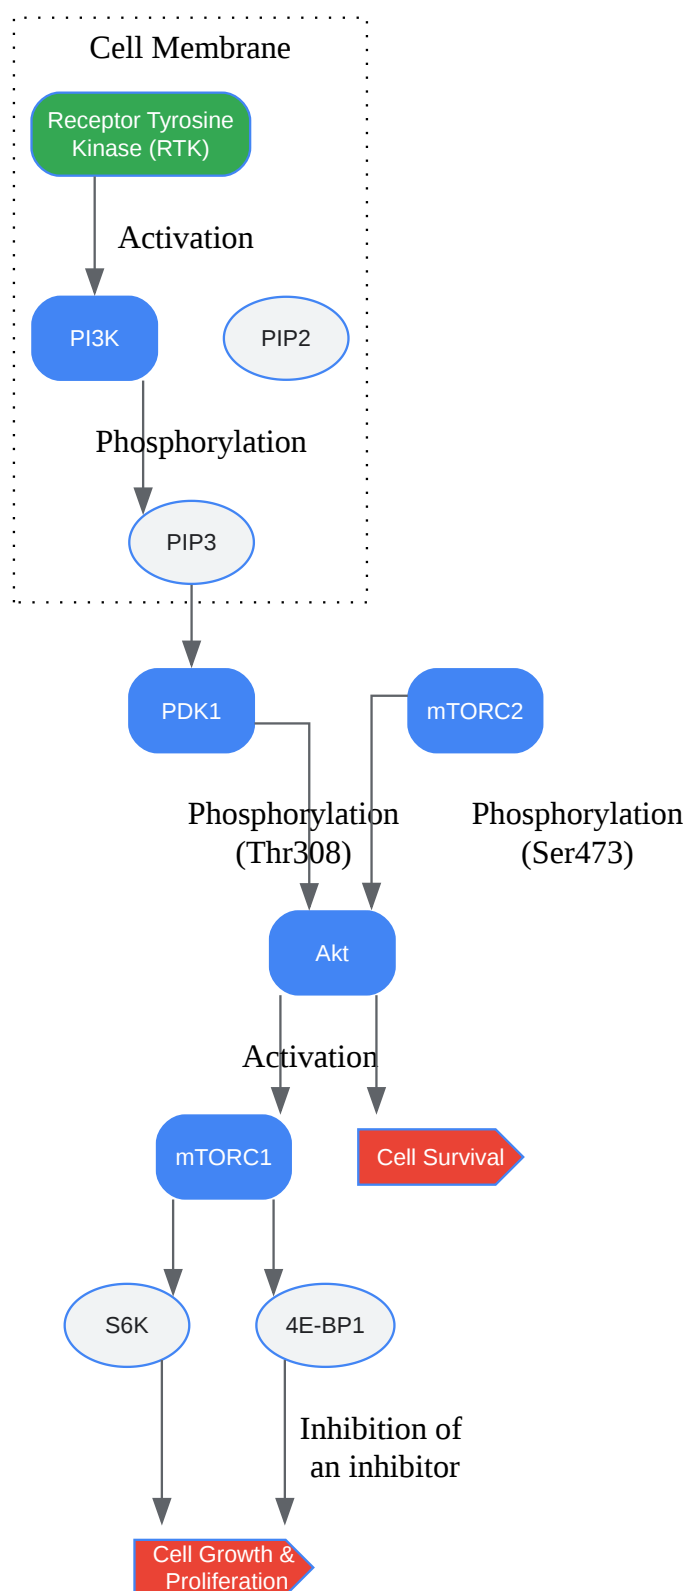 Cell Membrane
Receptor Tyrosine
Kinase (RTK)
Activation
PI3K
PIP2
Phosphorylation
PIP3
PDK1
mTORC2
Phosphorylation
(Thr308)
Phosphorylation
(Ser473)
Akt
Activation
mTORC1
Cell Survival
S6K
4E-BP1
Inhibition of
an inhibitor
Cell Growth &
Proliferation